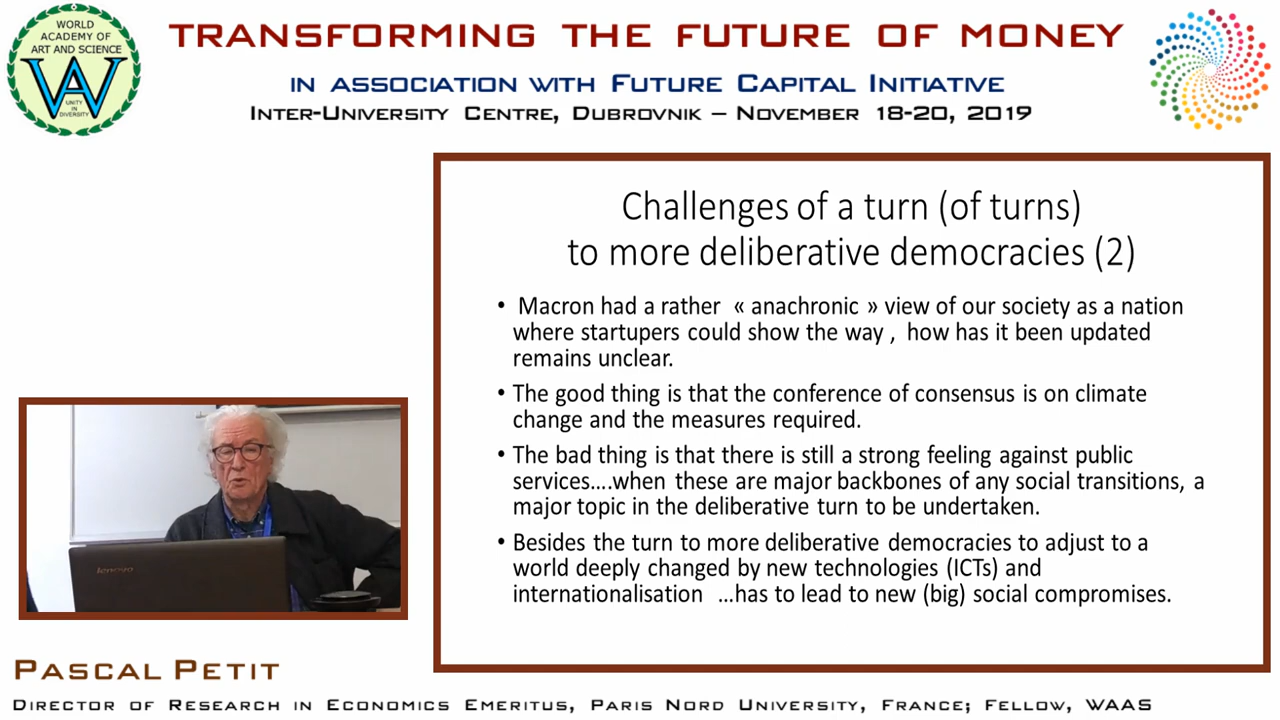 WORLD
ACADEMY OF
ART AND SCIENCE
UNITY
IN
DIVERSITY
TRANSFORMING THE FUTURE OF MONEY
IN ASSOCIATION WITH FUTURE CAPITAL INITIATIVE
INTER-UNIVERSITY CENTRE, DUBROVNIK – NOVEMBER 18-20, 2019
Challenges of a turn (of turns)
to more deliberative democracies (2)
• Macron had a rather « anachronic » view of our society as a nation
where startupers could show the way , how has it been updated
remains unclear.
• The good thing is that the conference of consensus is on climate
change and the measures required.
• The bad thing is that there is still a strong feeling against public
services….when these are major backbones of any social transitions, a
major topic in the deliberative turn to be undertaken.
• Besides the turn to more deliberative democracies to adjust to a
world deeply changed by new technologies (ICTs) and
internationalisation …has to lead to new (big) social compromises.
lenovo
PASCAL PETIT
DIRECTOR OF RESEARCH IN ECONOMICS EMERITUS, PARIS NORD UNIVERSITY, FRANCE; FELLOW, WAAS